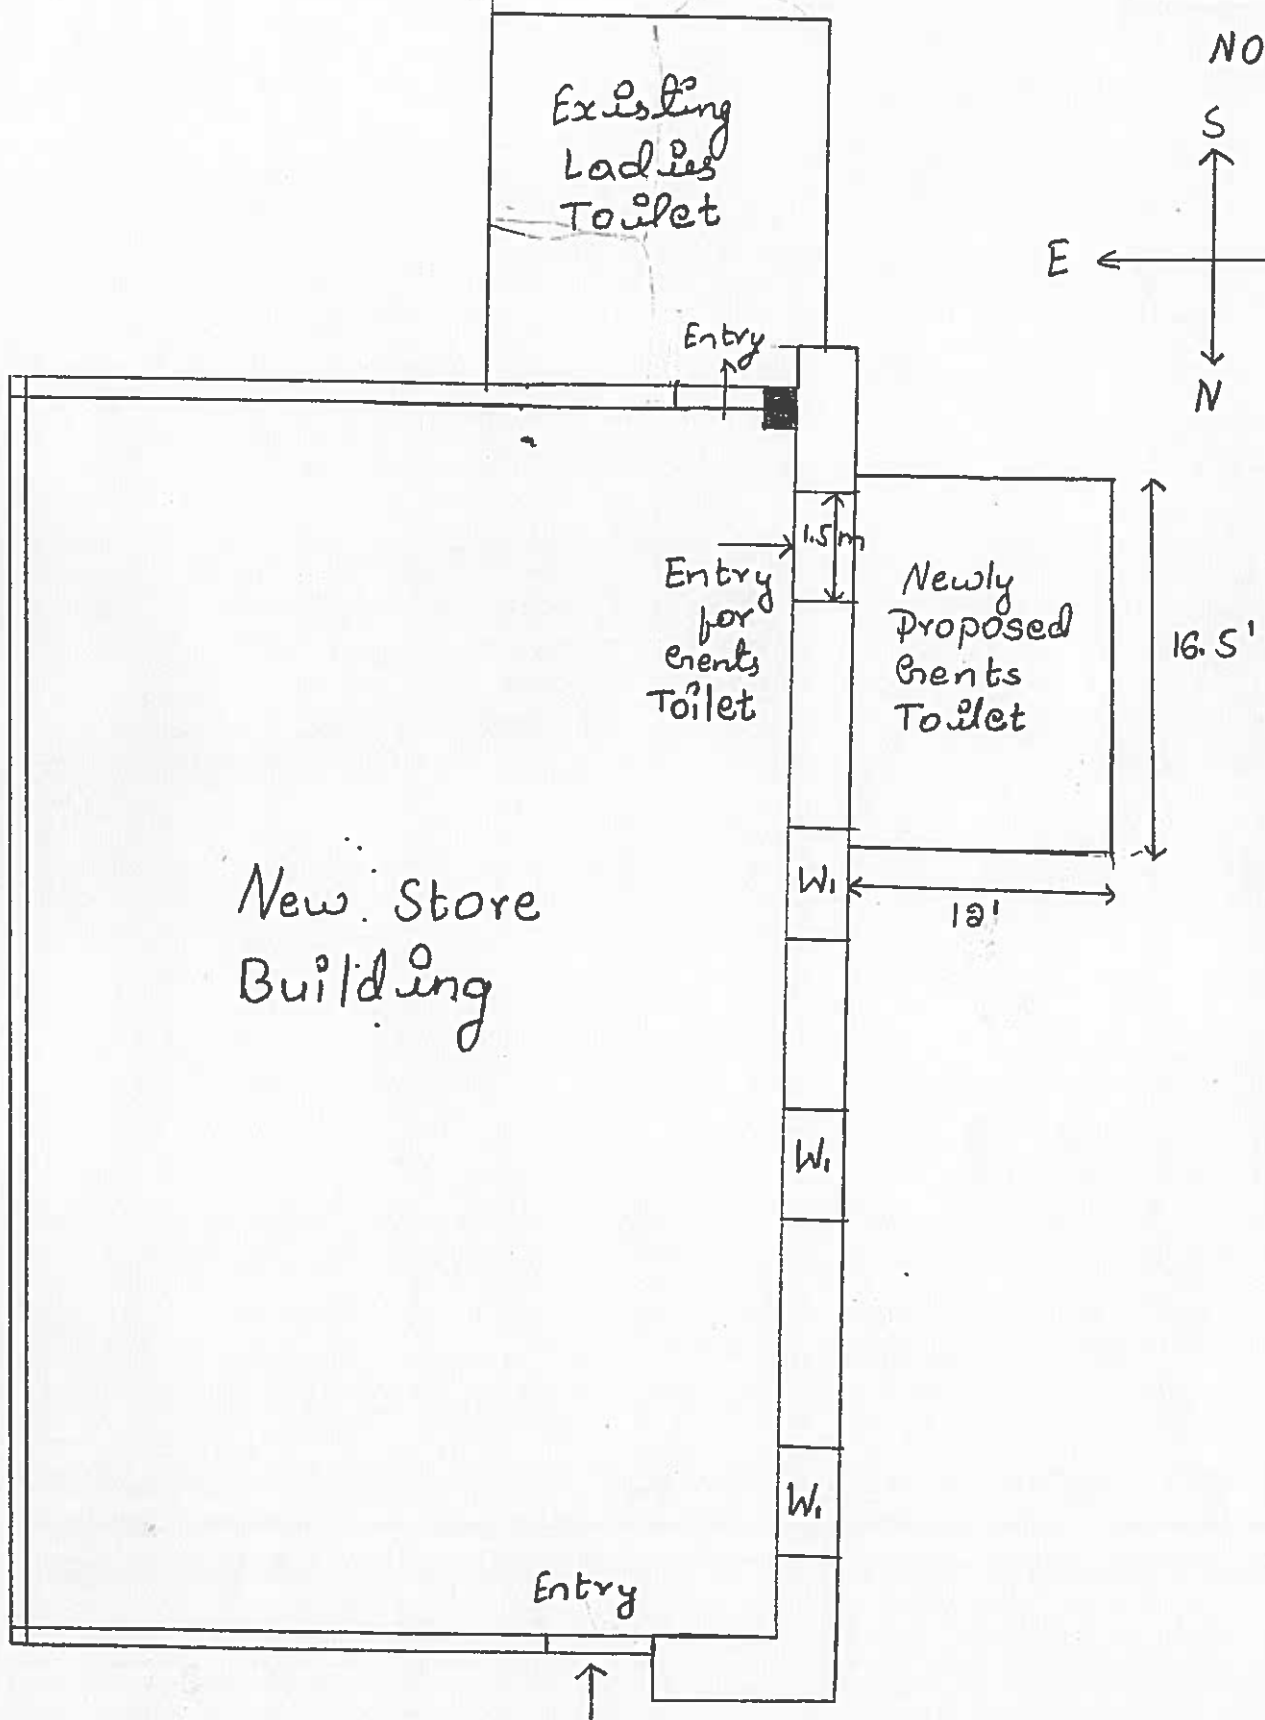 NO
Existing
Ladies
Toilet
S
E
N
Entry
1.5 m
Entry
for
Gents
Toilet
Newly
Proposed
Gents
Toilet
16.5'
W₁
12'
New Store
Building
W₁
W₁
Entry